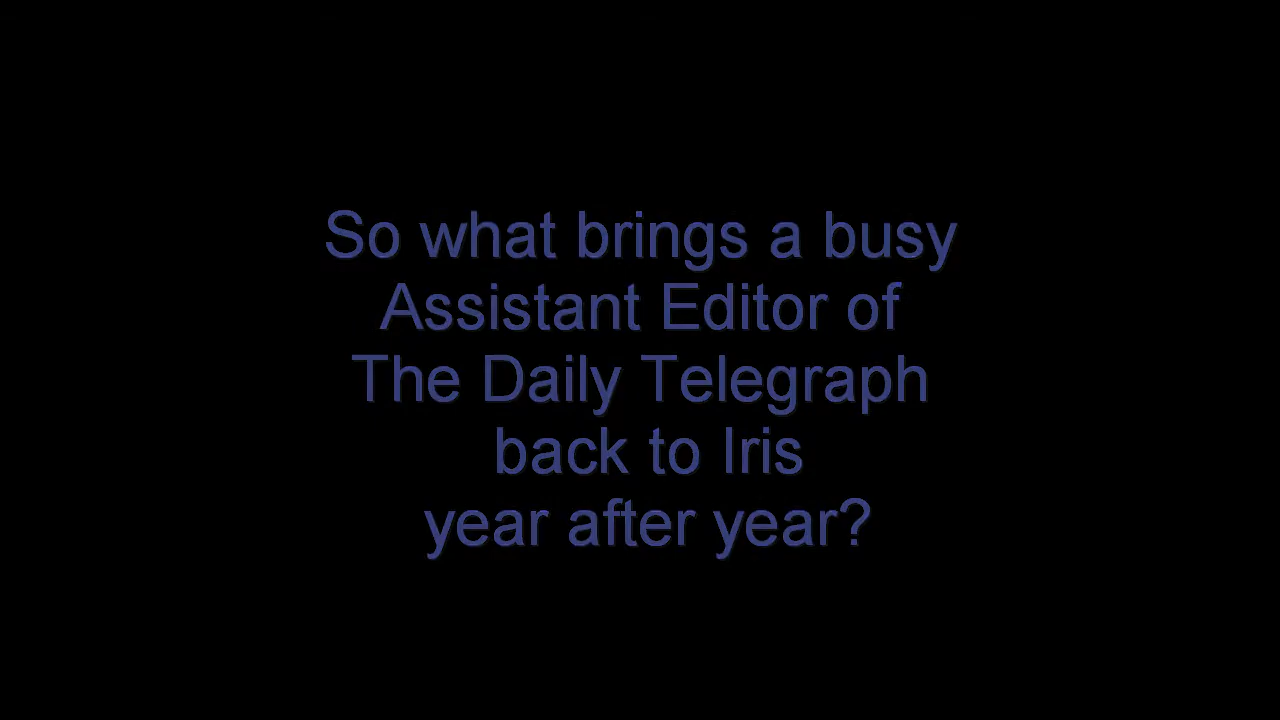 So what brings a busy
Assistant Editor of
The Daily Telegraph
back to Iris
year after year?